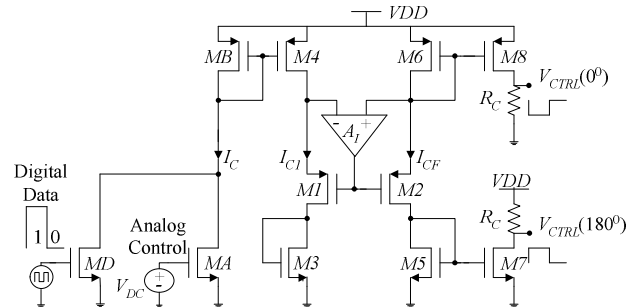 VDD
MB
M4
M6
M8
V_CTRL(0⁰)
R_C
- +
A_I
I_C
I_C1
I_CF
Digital
Data
1 0
Analog
Control
M1
M2
VDD
R_C
V_CTRL(180⁰)
MD
V_DC
+
-
MA
M3
M5
M7